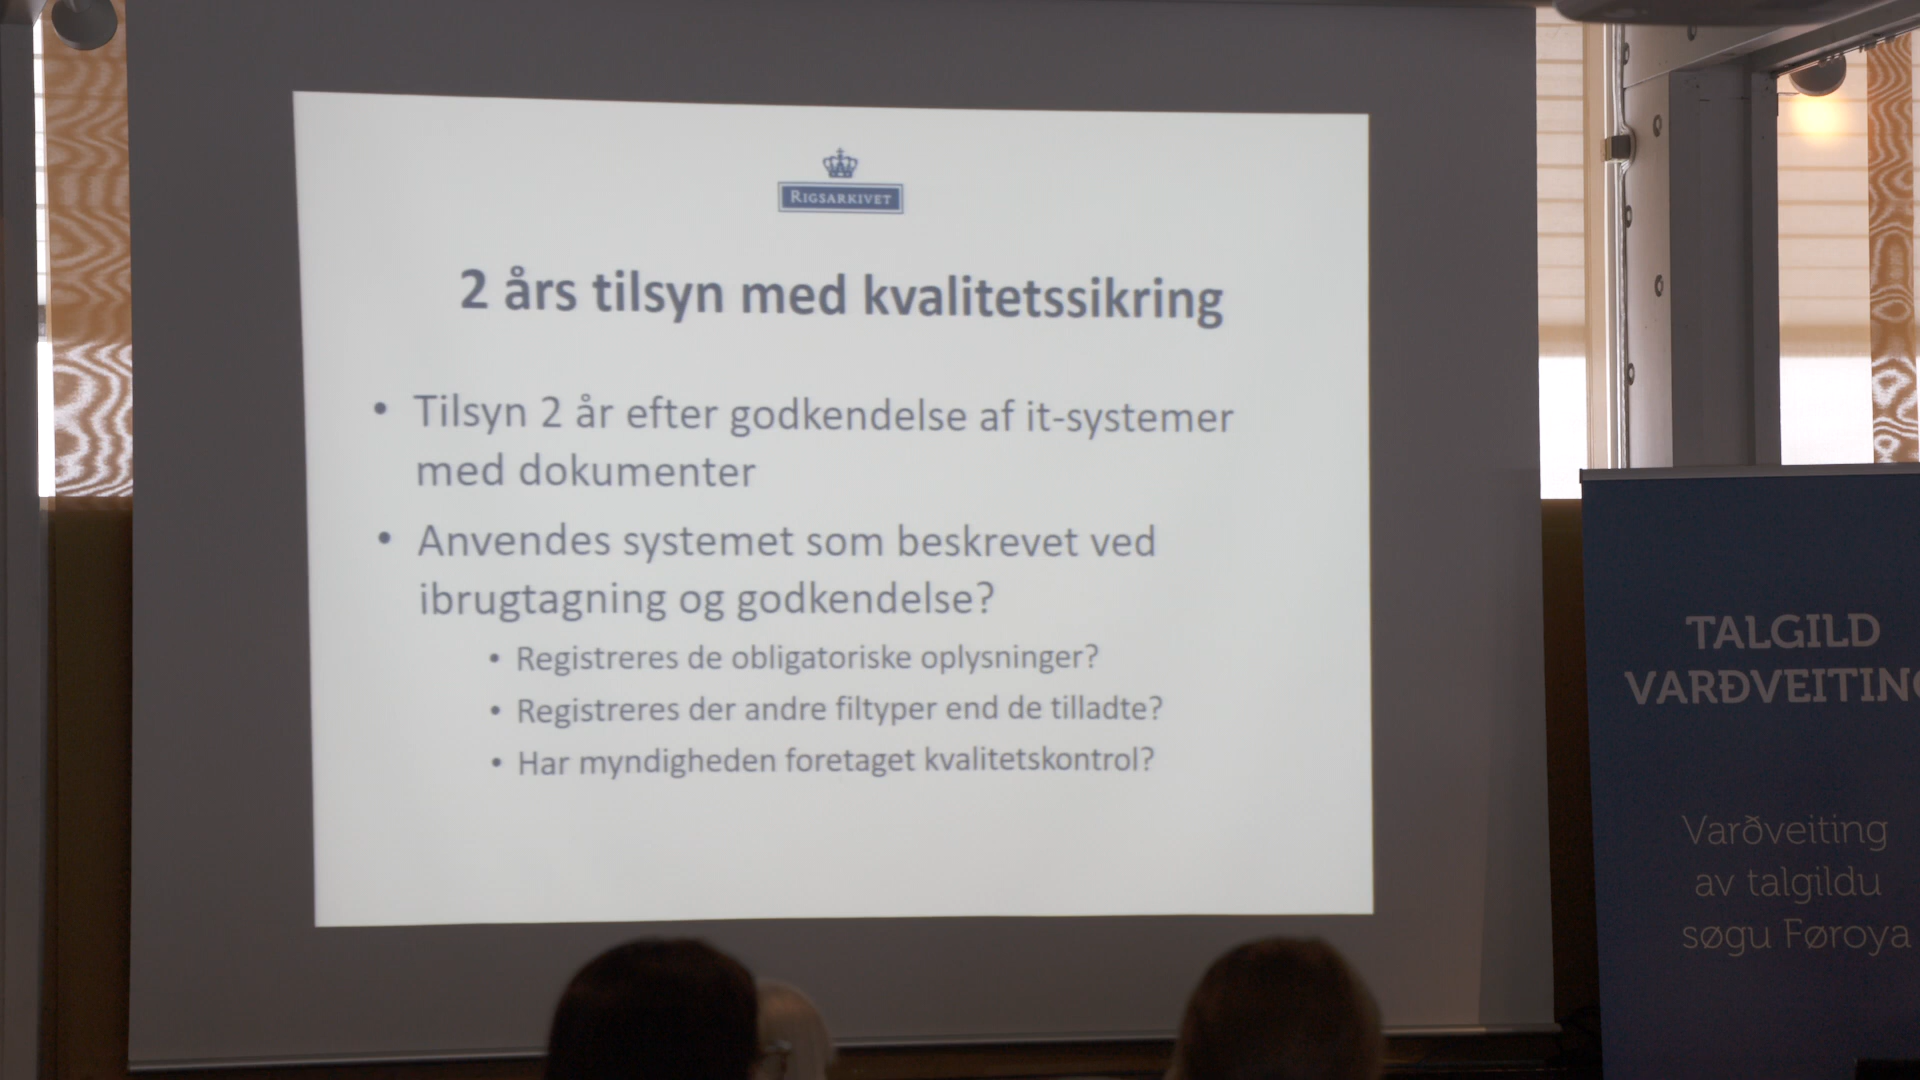 RIGSARKIVET
2 års tilsyn med kvalitetssikring
• Tilsyn 2 år efter godkendelse af it-systemer
med dokumenter
• Anvendes systemet som beskrevet ved
ibrugtagning og godkendelse?
• Registreres de obligatoriske oplysninger?
• Registreres der andre filtyper end de tilladte?
• Har myndigheden foretaget kvalitetskontrol?
TALGILD
VARÐVEITING
Varðveiting
av talgildu
søgu Føroya